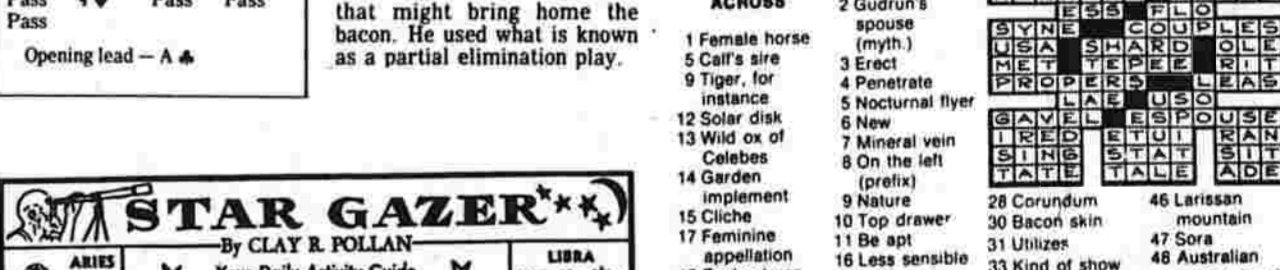 Pass Pass Pass
Pass
Opening lead — A ♣
that might bring home the
bacon. He used what is known
as a partial elimination play.
STAR GAZER
By CLAY R. POLLAN
ARIES
Your Daily Activity Guide
LIBRA
ACROSS
1 Female horse
5 Calf's sire
9 Tiger, for
instance
12 Solar disk
13 Wild ox of
Celebes
14 Garden
implement
15 Cliche
17 Feminine
appellation
2 Gudrun's
spouse
(myth.)
3 Erect
4 Penetrate
5 Nocturnal flyer
6 New
7 Mineral vein
8 On the left
(prefix)
9 Nature
10 Top drawer
11 Be apt
16 Less sensible
ESS FLO
SYNE COUPLES
USA SHARD OLE
MET TEPEE RIT
PROPERS LEAS
LAE USO
GAVEL ESPOUSE
IRED ETUI RAN
SING STAT SIT
TATE TALE ADE
28 Corundum
30 Bacon skin
31 Utilizes
33 Kind of show
46 Larissan
mountain
47 Sora
48 Australian